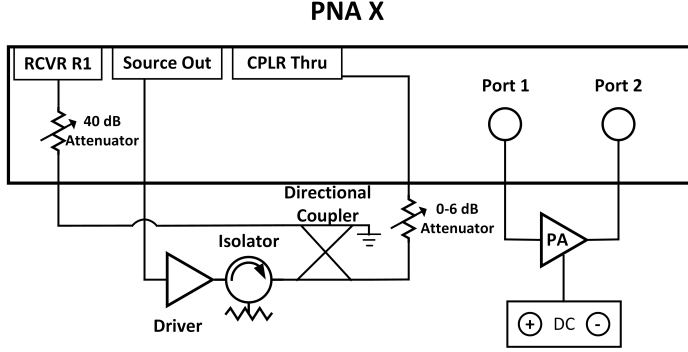 PNA X
RCVR R1
Source Out
CPLR Thru
Port 1
Port 2
40 dB
Attenuator
Directional
Coupler
0-6 dB
Attenuator
Isolator
PA
Driver
+ DC -